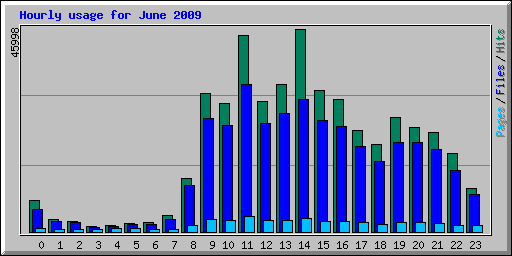 Hourly usage for June 2009
45998
Pages / Files / Hits
0 1 2 3 4 5 6 7 8 9 10 11 12 13 14 15 16 17 18 19 20 21 22 23